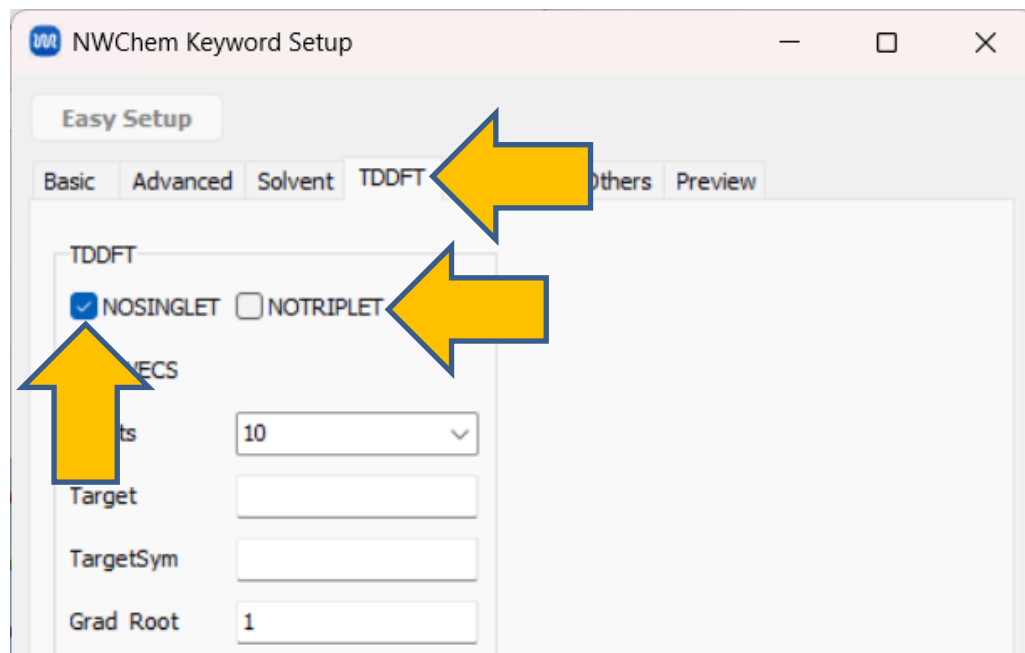 NWChem Keyword Setup
Easy Setup
Basic Advanced Solvent TDDFT Others Preview
TDDFT
NOSINGLET NOTRIPLET
10
Target
TargetSym
Grad Root 1